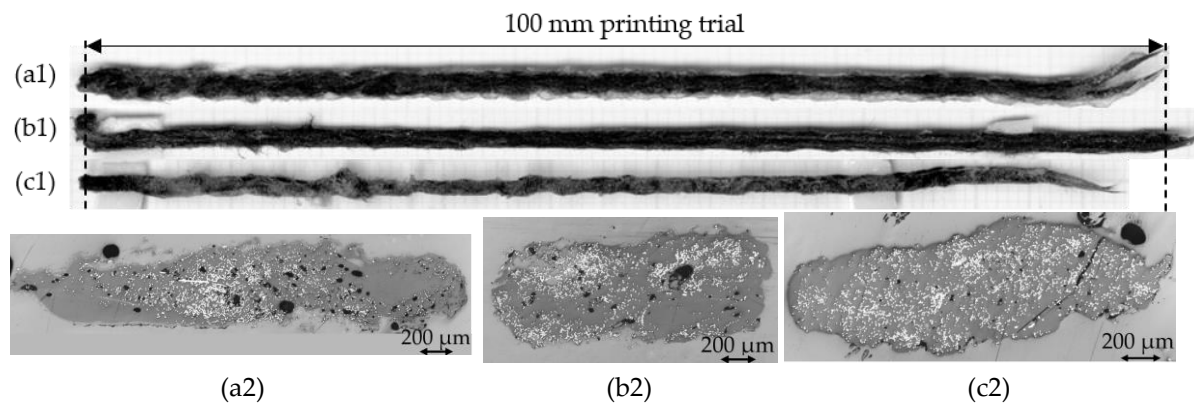 100 mm printing trial
(a1)
(b1)
(c1)
200 μm
200 μm
200 μm
(a2)
(b2)
(c2)